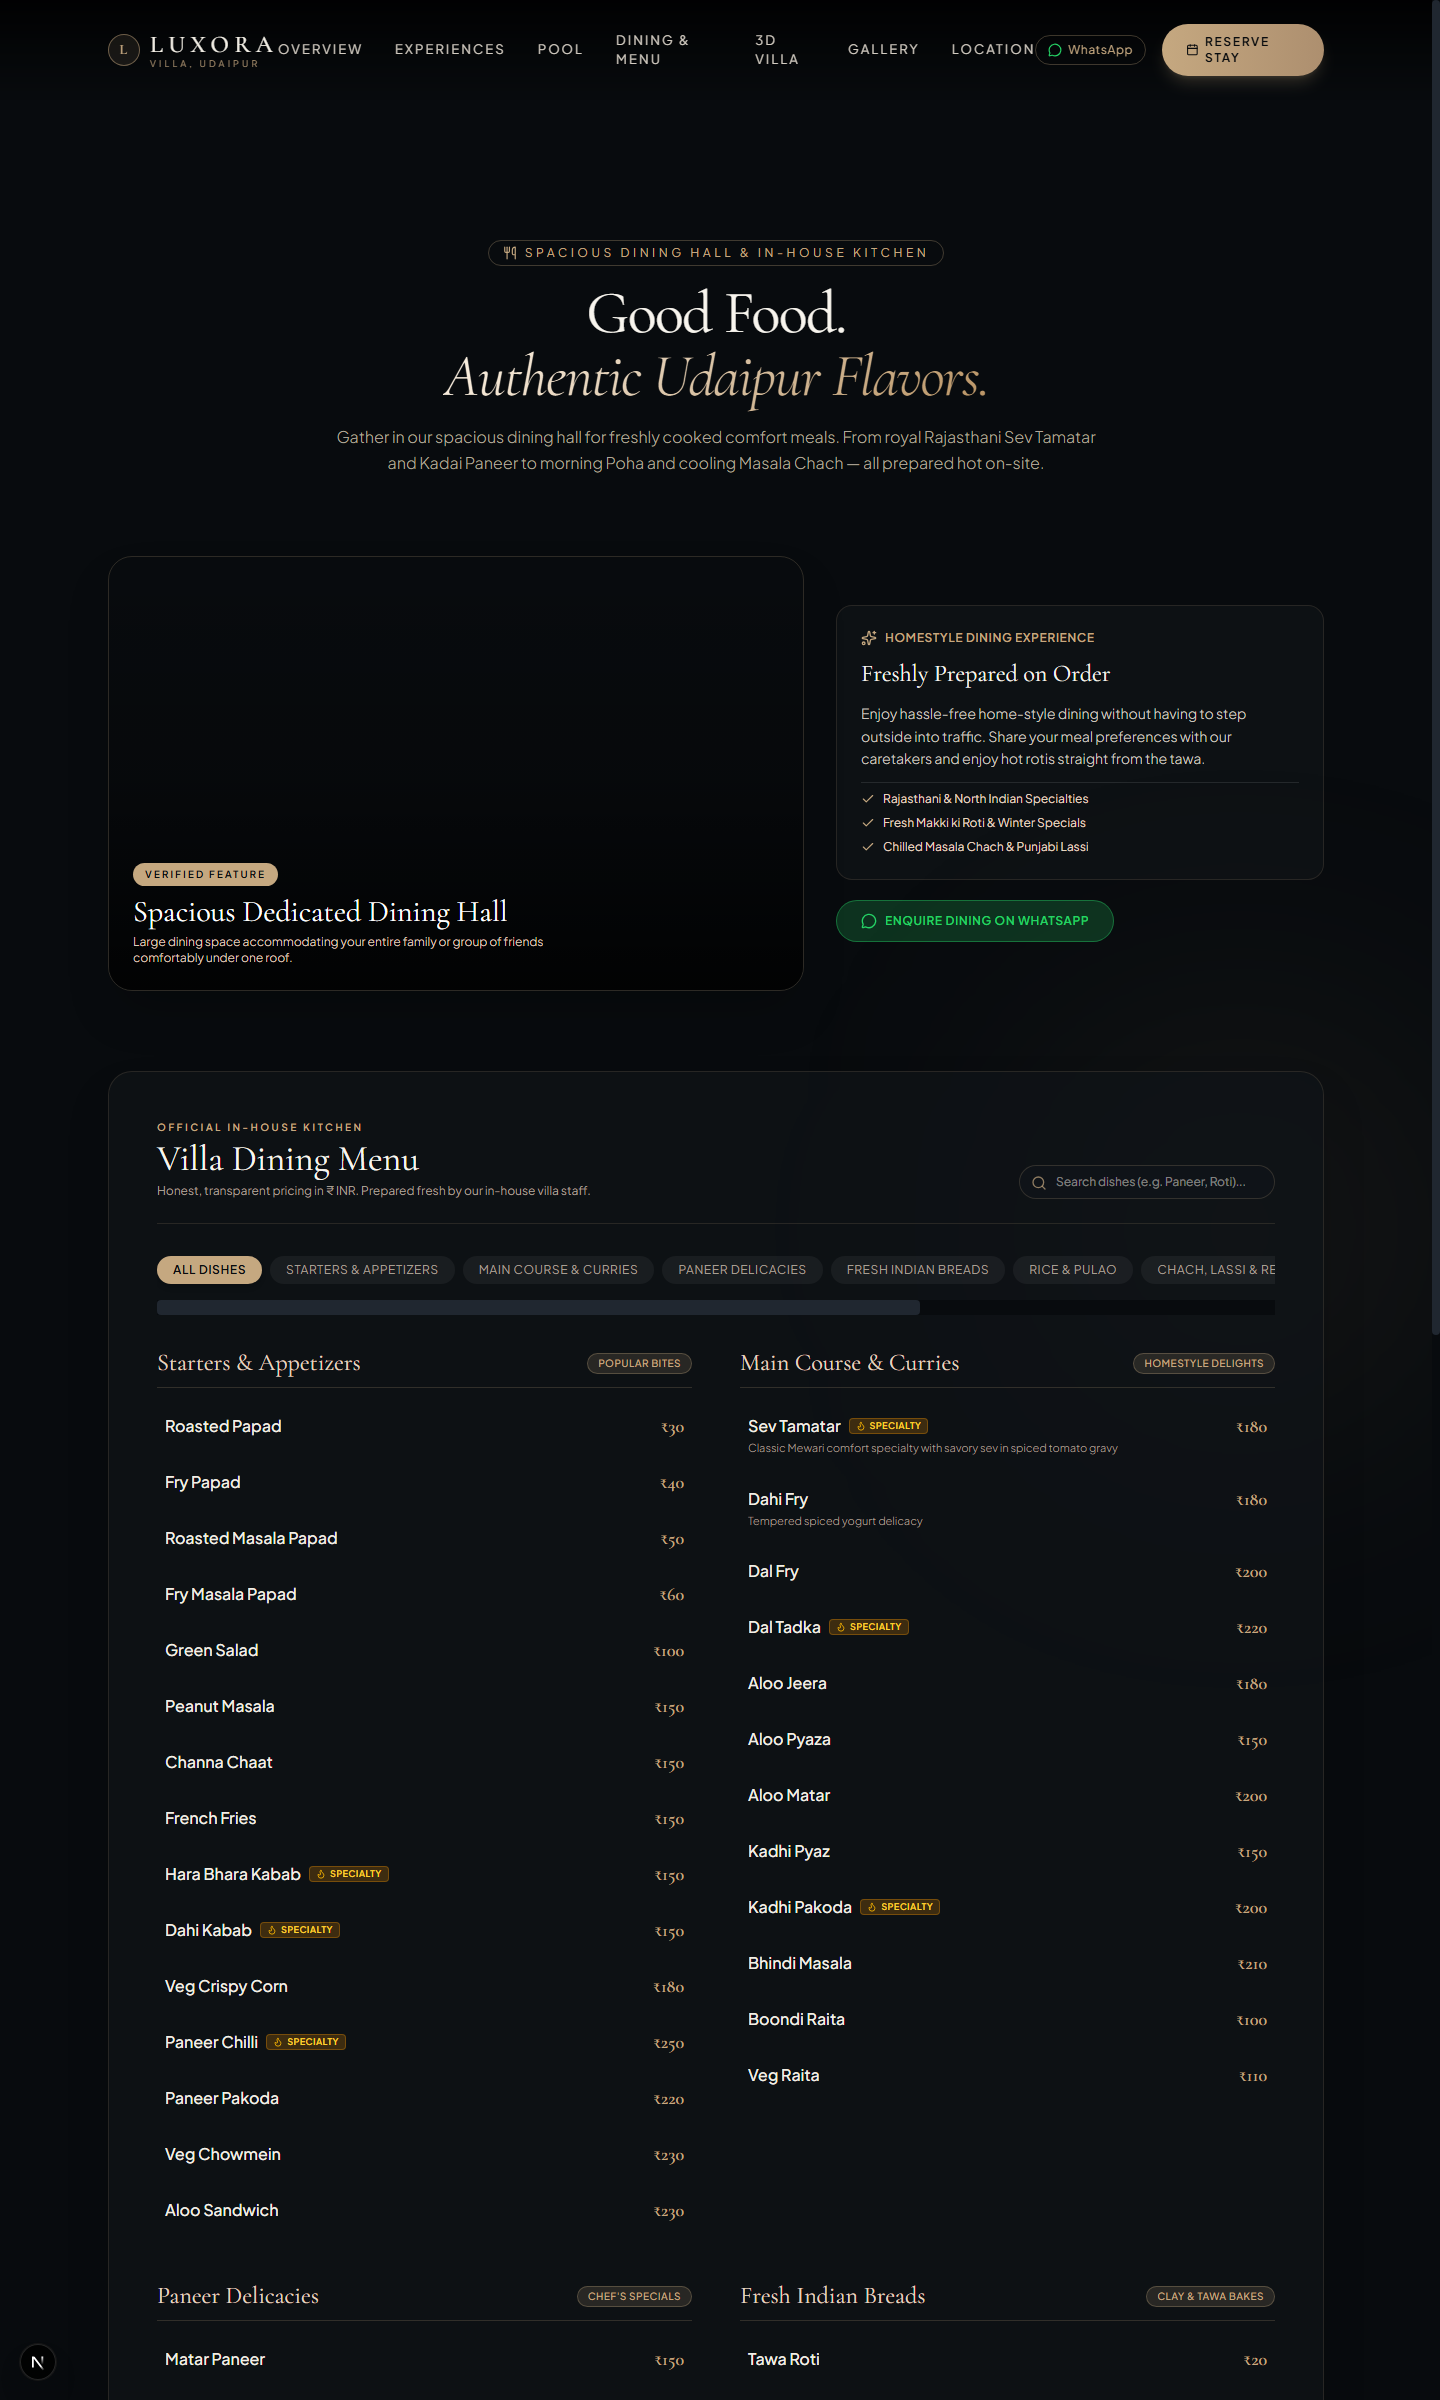 L
LUXORA
VILLA, UDAIPUR
OVERVIEW
EXPERIENCES
POOL
DINING &
MENU
3D
VILLA
GALLERY
LOCATION
WhatsApp
RESERVE
STAY
SPACIOUS DINING HALL & IN-HOUSE KITCHEN
Good Food.
Authentic Udaipur Flavors.
Gather in our spacious dining hall for freshly cooked comfort meals. From royal Rajasthani Sev Tamatar
and Kadai Paneer to morning Poha and cooling Masala Chach — all prepared hot on-site.
VERIFIED FEATURE
Spacious Dedicated Dining Hall
Large dining space accommodating your entire family or group of friends
comfortably under one roof.
HOMESTYLE DINING EXPERIENCE
Freshly Prepared on Order
Enjoy hassle-free home-style dining without having to step
outside into traffic. Share your meal preferences with our
caretakers and enjoy hot rotis straight from the tawa.
Rajasthani & North Indian Specialties
Fresh Makki ki Roti & Winter Specials
Chilled Masala Chach & Punjabi Lassi
ENQUIRE DINING ON WHATSAPP
OFFICIAL IN-HOUSE KITCHEN
Villa Dining Menu
Honest, transparent pricing in ₹ INR. Prepared fresh by our in-house villa staff.
Search dishes (e.g. Paneer, Roti)...
ALL DISHES
STARTERS & APPETIZERS
MAIN COURSE & CURRIES
PANEER DELICACIES
FRESH INDIAN BREADS
RICE & PULAO
CHACH, LASSI & RE
Starters & Appetizers
POPULAR BITES
Roasted Papad ₹30
Fry Papad ₹40
Roasted Masala Papad ₹50
Fry Masala Papad ₹60
Green Salad ₹100
Peanut Masala ₹150
Channa Chaat ₹150
French Fries ₹150
Hara Bhara Kabab SPECIALTY ₹150
Dahi Kabab SPECIALTY ₹150
Veg Crispy Corn ₹180
Paneer Chilli SPECIALTY ₹250
Paneer Pakoda ₹220
Veg Chowmein ₹230
Aloo Sandwich ₹230
Main Course & Curries
HOMESTYLE DELIGHTS
Sev Tamatar SPECIALTY ₹180
Classic Mewari comfort specialty with savory sev in spiced tomato gravy
Dahi Fry ₹180
Tempered spiced yogurt delicacy
Dal Fry ₹200
Dal Tadka SPECIALTY ₹220
Aloo Jeera ₹180
Aloo Pyaza ₹150
Aloo Matar ₹200
Kadhi Pyaz ₹150
Kadhi Pakoda SPECIALTY ₹200
Bhindi Masala ₹210
Boondi Raita ₹100
Veg Raita ₹110
Paneer Delicacies
CHEF'S SPECIALS
Matar Paneer ₹150
Fresh Indian Breads
CLAY & TAWA BAKES
Tawa Roti ₹20
N